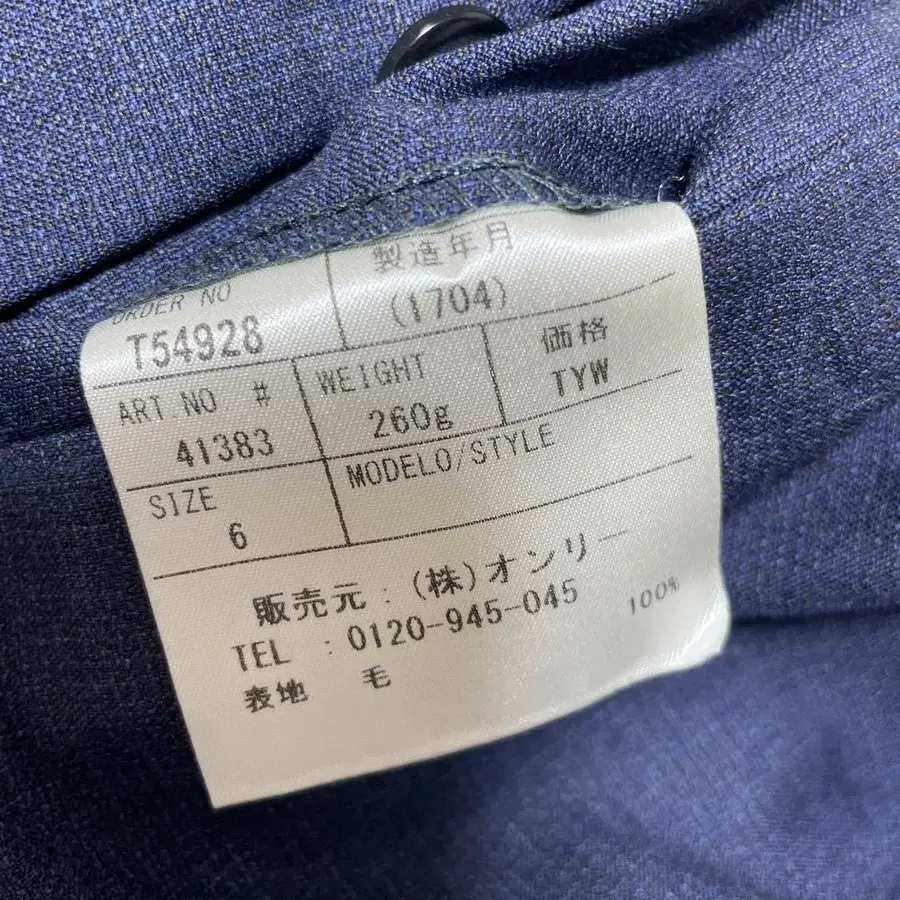 ORDER NO 製造年月
T54928 (1704)
ART.NO. # WEIGHT 価格
41383 260g TYW
SIZE MODELO/STYLE
6
販売元:(株)オンリー
TEL :0120-945-045
表地 毛 100%